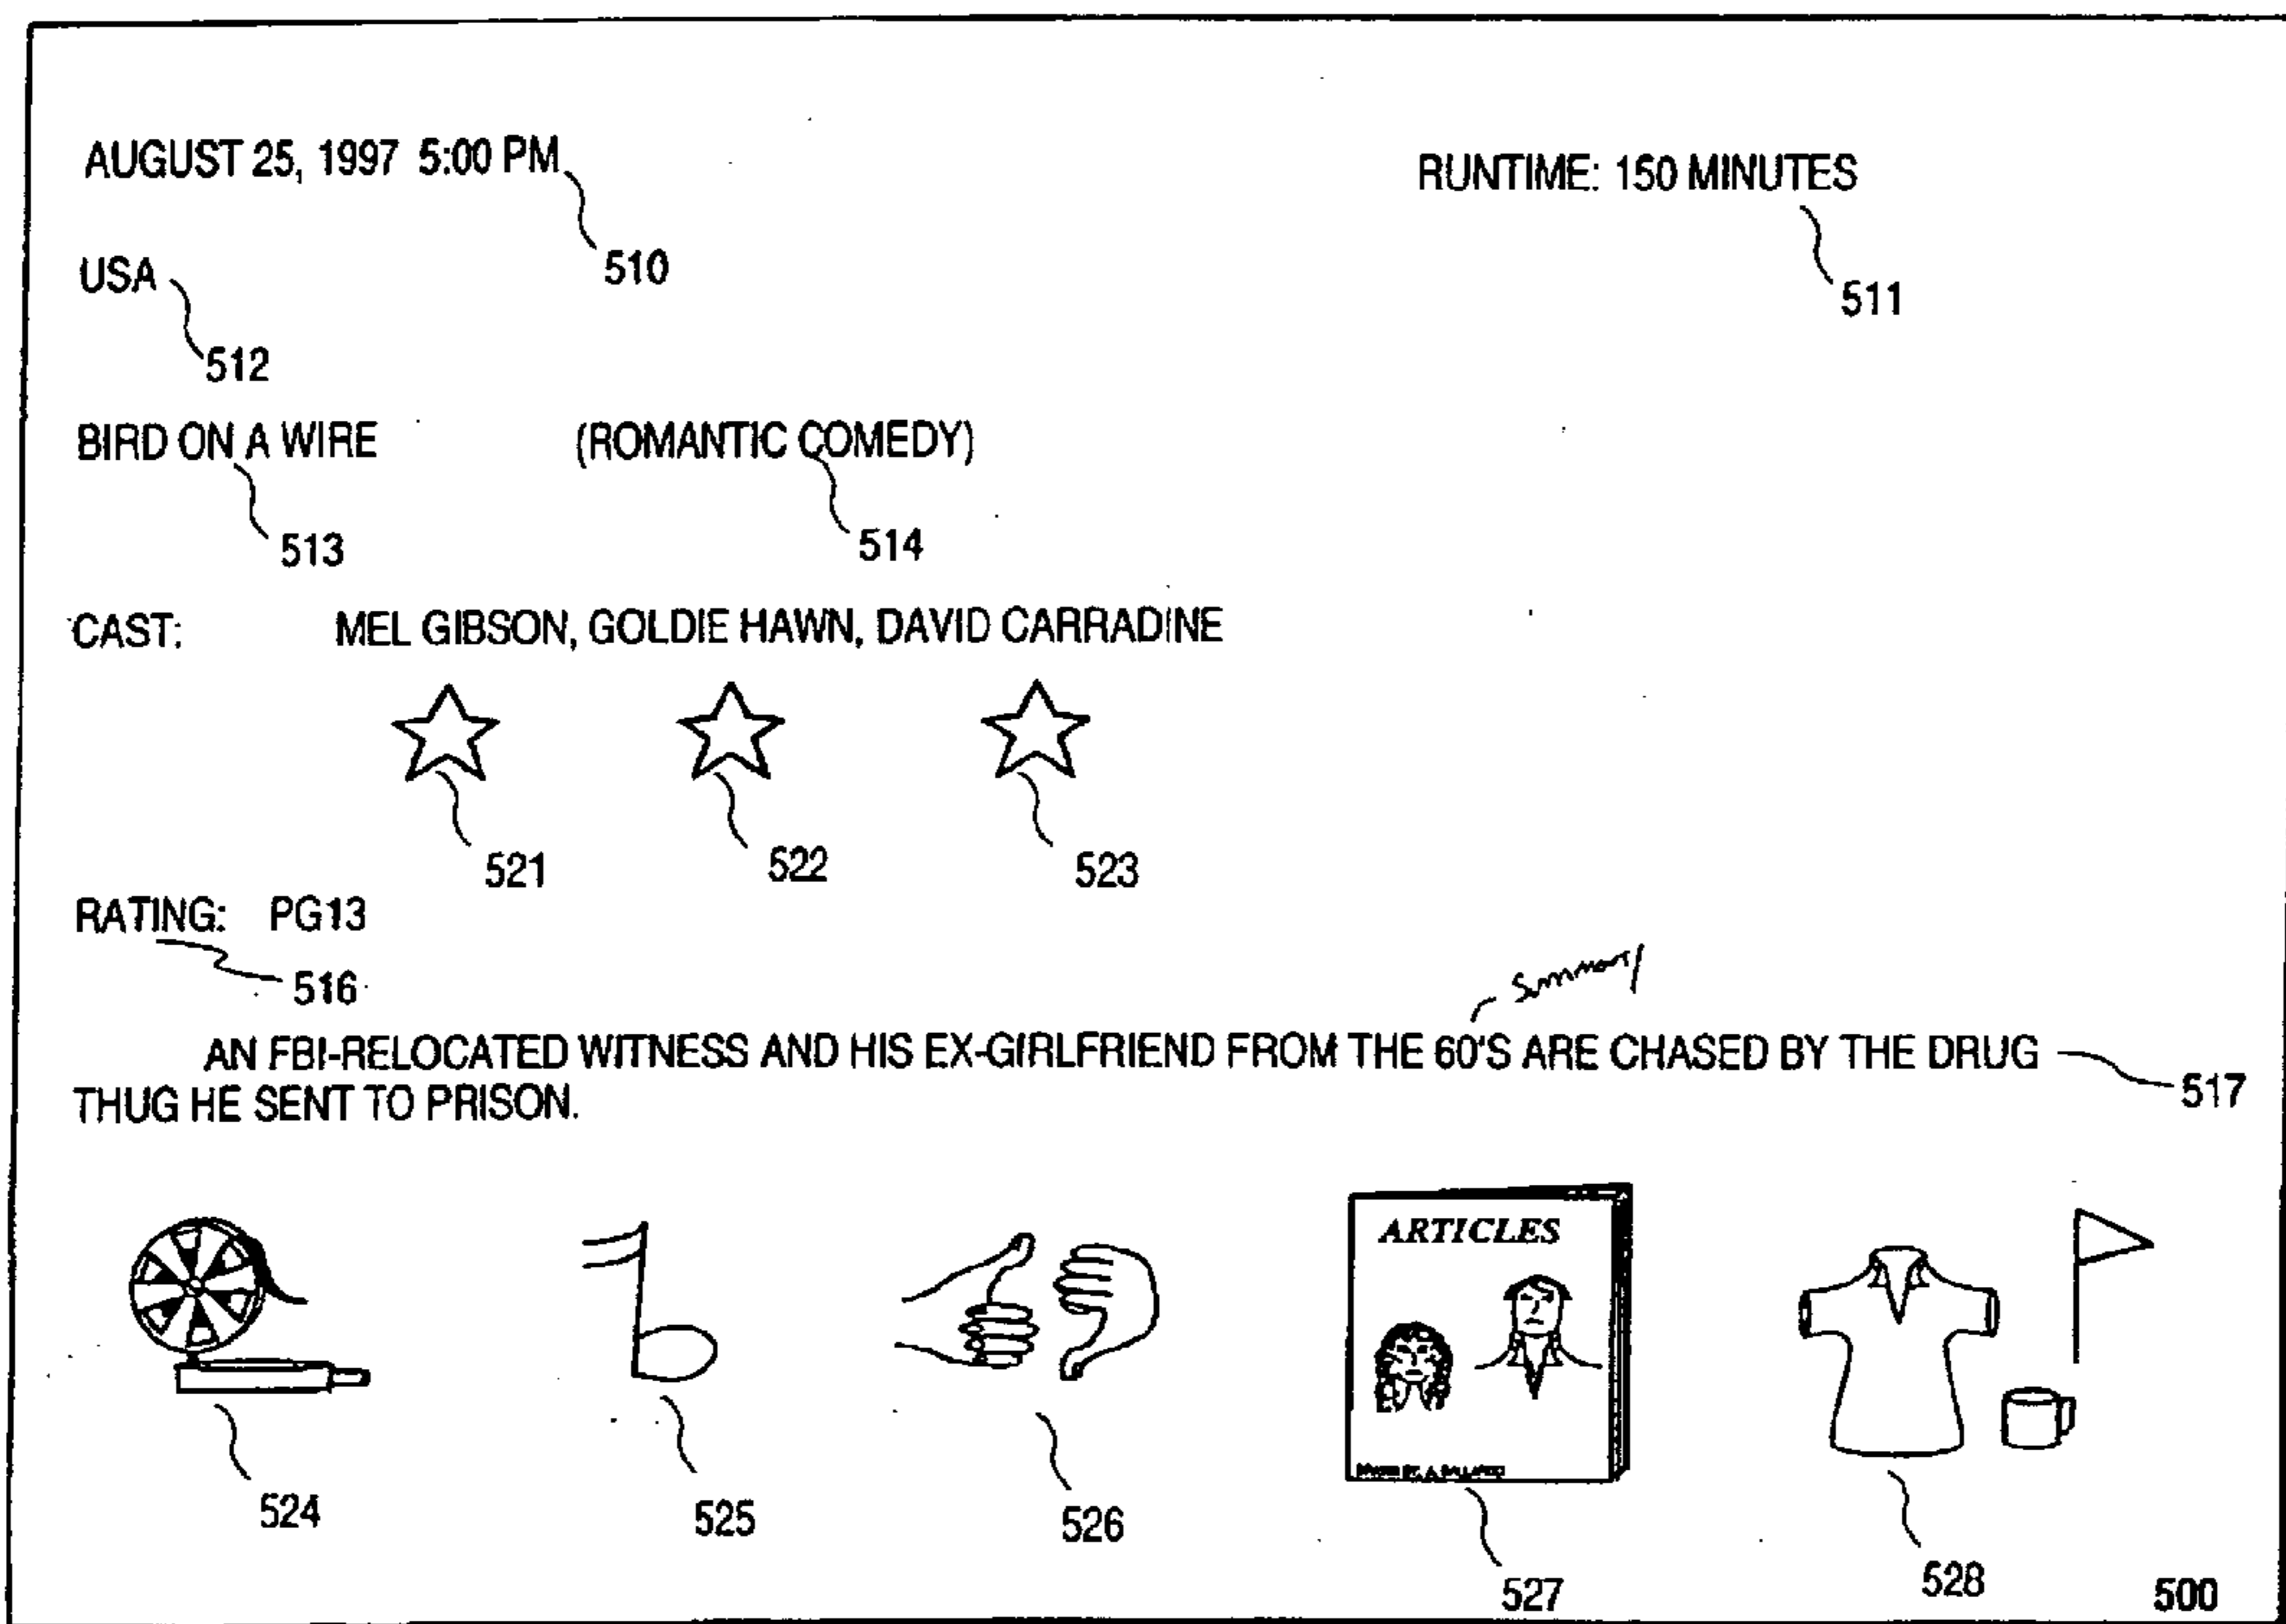 AUGUST 25, 1997 5:00 PM
RUNTIME: 150 MINUTES
510
USA
511
512
BIRD ON A WIRE (ROMANTIC COMEDY)
513
514
CAST: MEL GIBSON, GOLDIE HAWN, DAVID CARRADINE
521
522
523
RATING: PG13
516
Summary
AN FBI-RELOCATED WITNESS AND HIS EX-GIRLFRIEND FROM THE 60'S ARE CHASED BY THE DRUG
517
THUG HE SENT TO PRISON.
ARTICLES
524
525
526
527
528
500